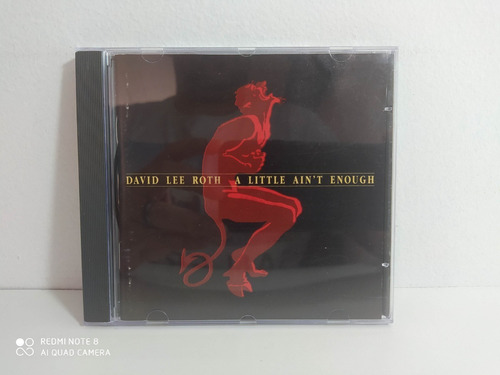 DAVID LEE ROTH A LITTLE AIN'T ENOUGH
REDMI NOTE 8
AI QUAD CAMERA